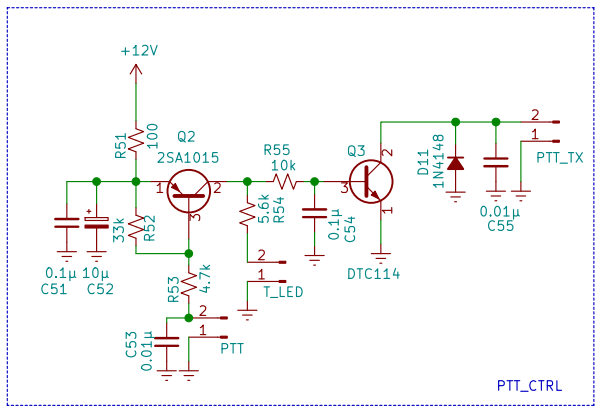 +12V
R51
100
Q2
2SA1015
1
2
3
R55
10k
Q3
3
2
1
DTC114
D11
1N4148
2
1
PTT_TX
0.01µ
C55
33k
R52
5.6k
R54
0.1µ
C54
0.1µ
C51
+
10µ
C52
R53
4.7k
2
1
T_LED
C53
0.01µ
2
1
PTT
PTT_CTRL